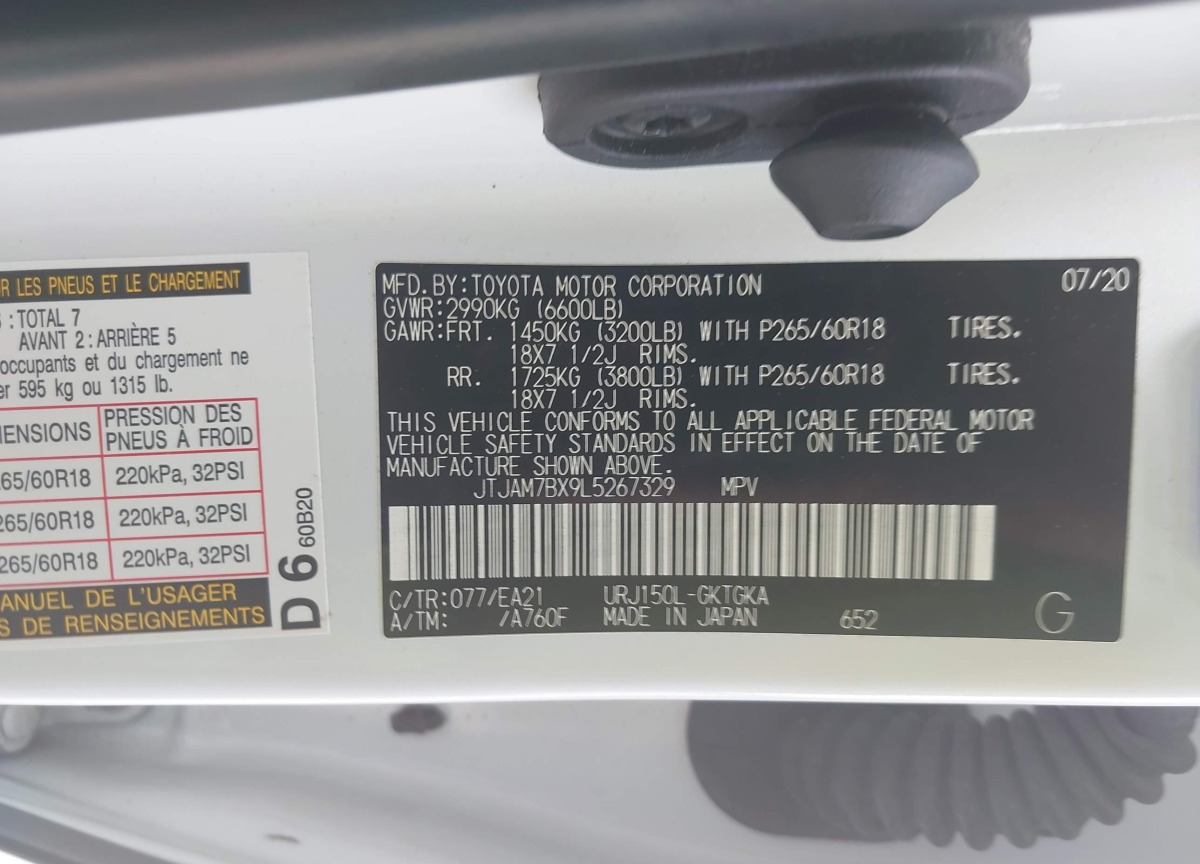 R LES PNEUS ET LE CHARGEMENT
:TOTAL 7
AVANT 2:ARRIÈRE 5
occupants et du chargement ne
er 595 kg ou 1315 lb.
ENSIONS PRESSION DES PNEUS À FROID
265/60R18 220kPa, 32PSI
265/60R18 220kPa, 32PSI
265/60R18 220kPa, 32PSI
ANUEL DE L'USAGER
S DE RENSEIGNEMENTS
D 6 60B20
MFD.BY:TOYOTA MOTOR CORPORATION 07/20
GVWR:2990KG (6600LB)
GAWR:FRT. 1450KG (3200LB) WITH P265/60R18 TIRES.
18X7 1/2J RIMS.
RR. 1725KG (3800LB) WITH P265/60R18 TIRES.
18X7 1/2J RIMS.
THIS VEHICLE CONFORMS TO ALL APPLICABLE FEDERAL MOTOR
VEHICLE SAFETY STANDARDS IN EFFECT ON THE DATE OF
MANUFACTURE SHOWN ABOVE.
JTJAM7BX9L5267329 MPV
C/TR:077/EA21 URJ150L-GKTGKA
A/TM: /A760F MADE IN JAPAN 652 G